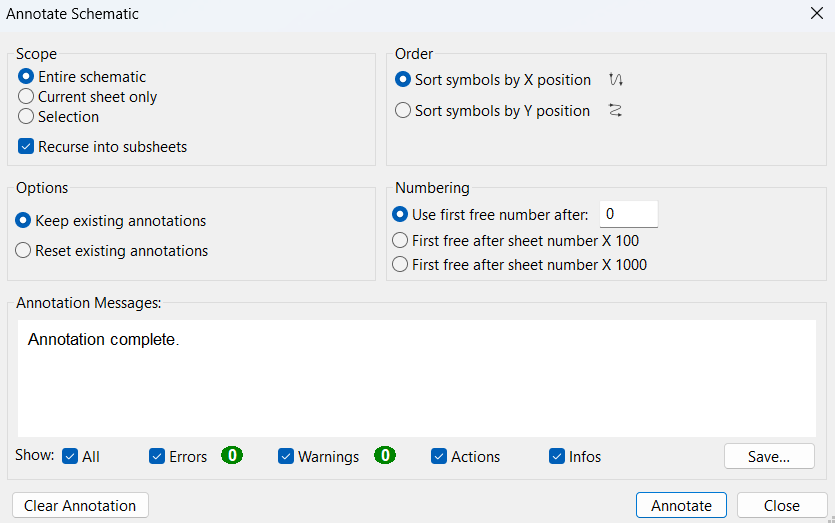 Annotate Schematic
Scope
Entire schematic
Current sheet only
Selection
Recurse into subsheets
Order
Sort symbols by X position
Sort symbols by Y position
Options
Keep existing annotations
Reset existing annotations
Numbering
Use first free number after: 0
First free after sheet number X 100
First free after sheet number X 1000
Annotation Messages:
Annotation complete.
Show: All Errors 0 Warnings 0 Actions Infos Save...
Clear Annotation Annotate Close